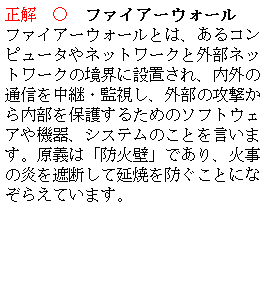 正解　○　ファイアーウォール
ファイアーウォールとは、あるコン
ピュータやネットワークと外部ネッ
トワークの境界に設置され、内外の
通信を中継・監視し、外部の攻撃か
ら内部を保護するためのソフトウェ
アや機器、システムのことを言いま
す。原義は「防火壁」であり、火事
の炎を遮断して延焼を防ぐことにな
ぞらえています。